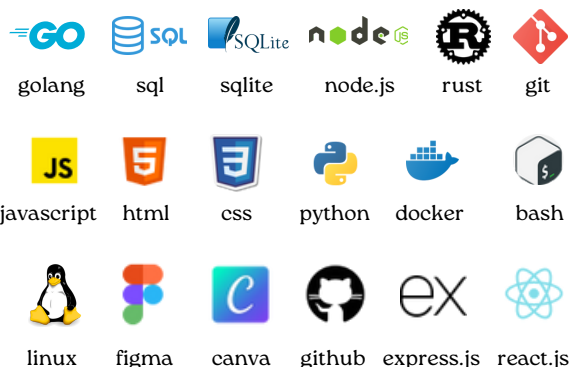 GO SQL SQLite node JS R
golang sql sqlite node.js rust git
JS 5 3 $_
javascript html css python docker bash
C ex
linux figma canva github express.js react.js